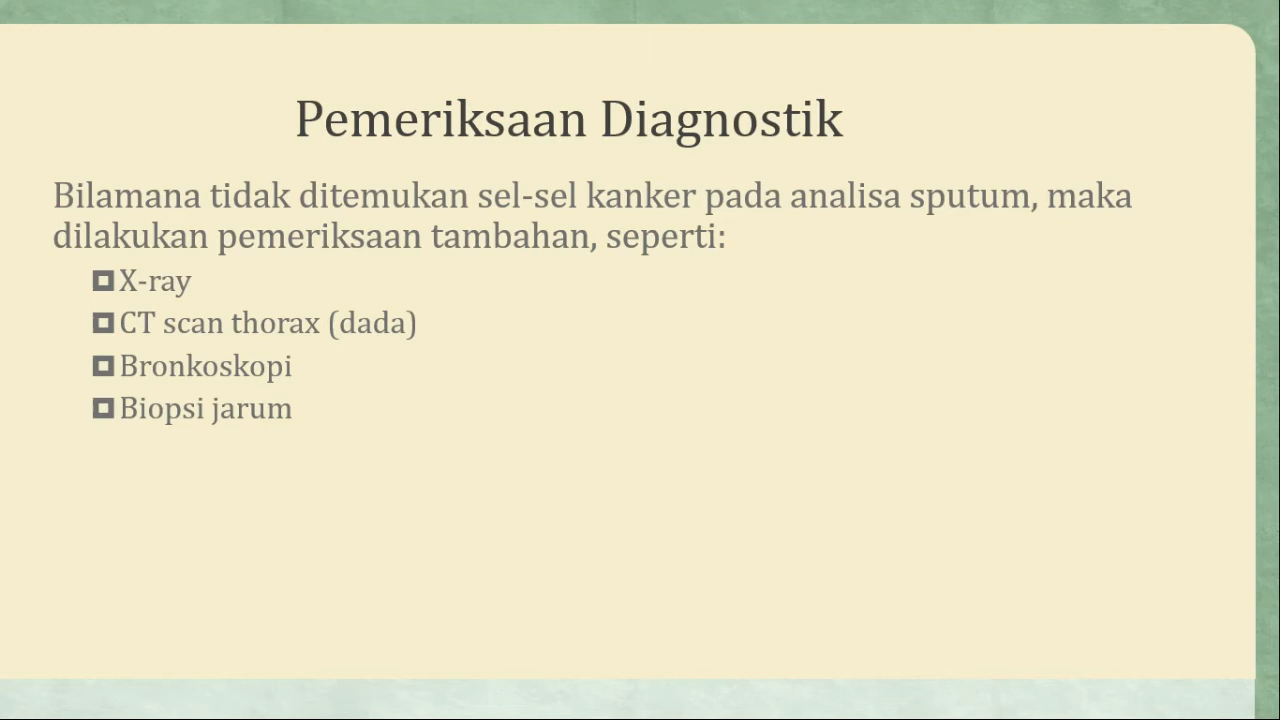 Pemeriksaan Diagnostik
Bilamana tidak ditemukan sel-sel kanker pada analisa sputum, maka
dilakukan pemeriksaan tambahan, seperti:
X-ray
CT scan thorax (dada)
Bronkoskopi
Biopsi jarum